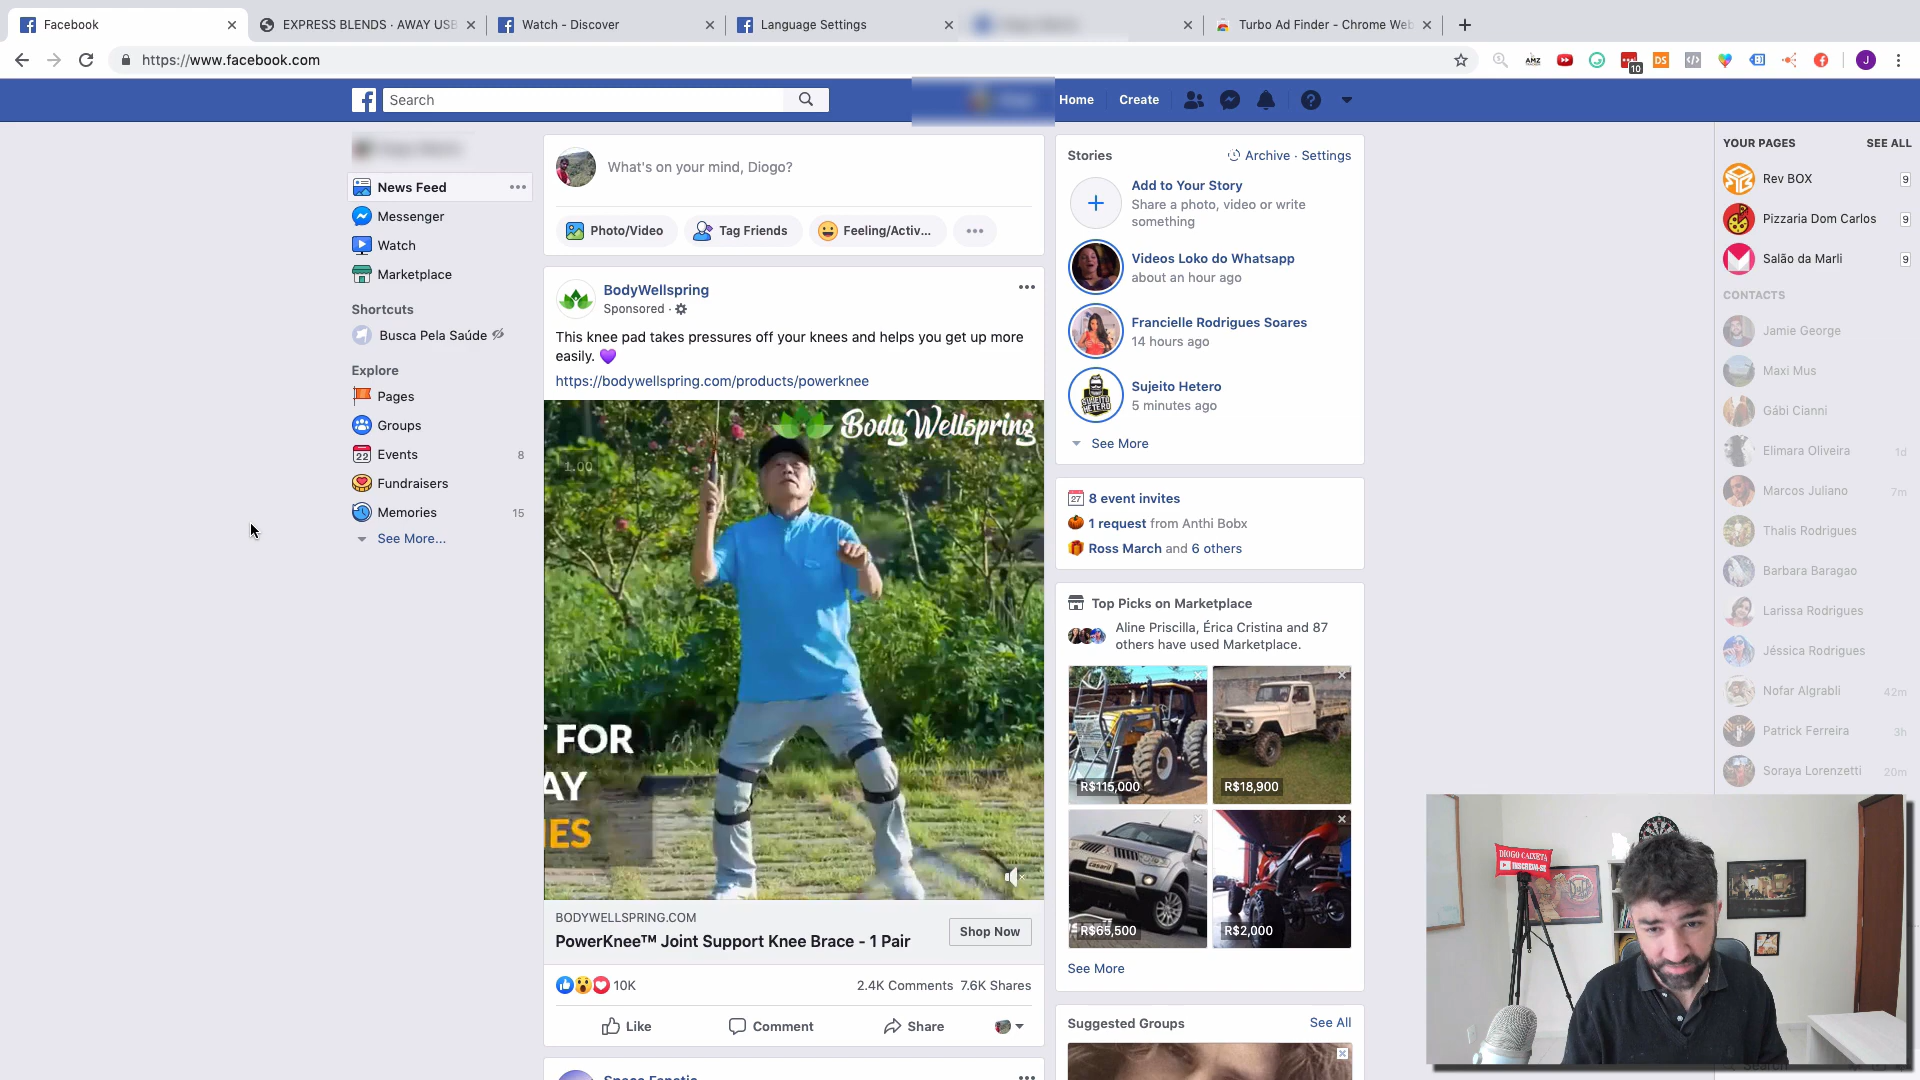 Facebook
EXPRESS BLENDS · AWAY USB
Watch - Discover
Language Settings
Turbo Ad Finder - Chrome Web
https://www.facebook.com
AMZ
10
DS
J
Search
Home
Create
News Feed
Messenger
Watch
Marketplace
Shortcuts
Busca Pela Saúde
Explore
Pages
Groups
22
Events
8
Fundraisers
Memories
15
See More...
What's on your mind, Diogo?
Photo/Video
Tag Friends
Feeling/Activ...
BodyWellspring
Sponsored ·
This knee pad takes pressures off your knees and helps you get up more
easily. 💜
https://bodywellspring.com/products/powerknee
Body Wellspring
1.00
FOR
AY
IES
BODYWELLSPRING.COM
PowerKnee™ Joint Support Knee Brace - 1 Pair
Shop Now
10K
2.4K Comments 7.6K Shares
Like
Comment
Share
Stories
Archive · Settings
Add to Your Story
Share a photo, video or write
something
Videos Loko do Whatsapp
about an hour ago
Francielle Rodrigues Soares
14 hours ago
SUJEITO
HETERO
Sujeito Hetero
5 minutes ago
See More
27
8 event invites
1 request from Anthi Bobx
Ross March and 6 others
Top Picks on Marketplace
Aline Priscilla, Érica Cristina and 87
others have used Marketplace.
R$115,000
R$18,900
R$65,500
R$2,000
See More
Suggested Groups
See All
YOUR PAGES
SEE ALL
Rev BOX
9
Pizzaria Dom Carlos
9
Salão da Marli
9
CONTACTS
Jamie George
Maxi Mus
Gábi Cianni
Elimara Oliveira
1d
Marcos Juliano
7m
Thalis Rodrigues
Barbara Baragao
Larissa Rodrigues
Jéssica Rodrigues
Nofar Algrabli
42m
Patrick Ferreira
3h
Soraya Lorenzetti
20m
DIOGO CAIXETA
INSCREVA-SE
Duff